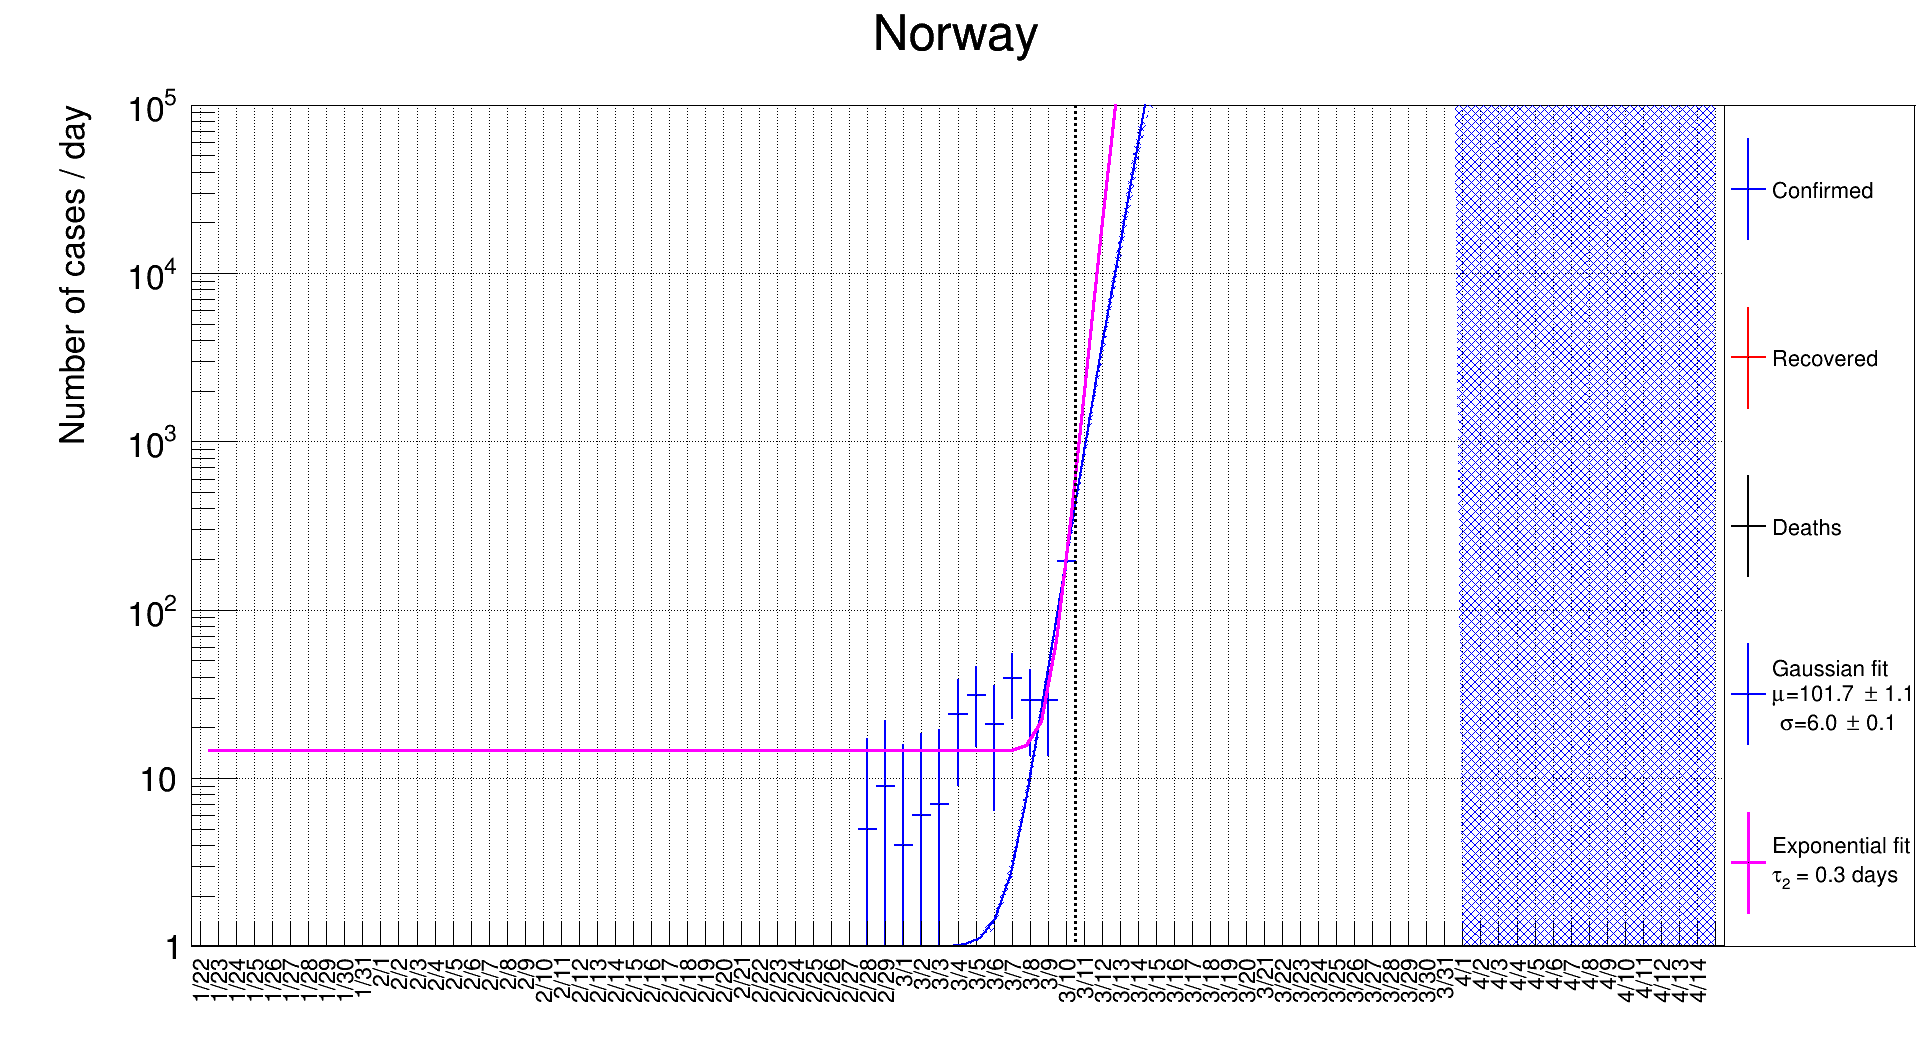 Norway
Number of cases / day
10^5
10^4
10^3
10^2
10
1
1/22 1/23 1/24 1/25 1/26 1/27 1/28 1/29 1/30 1/31 2/1 2/2 2/3 2/4 2/5 2/6 2/7 2/8 2/9 2/10 2/11 2/12 2/13 2/14 2/15 2/16 2/17 2/18 2/19 2/20 2/21 2/22 2/23 2/24 2/25 2/26 2/27 2/28 2/29 3/1 3/2 3/3 3/4 3/5 3/6 3/7 3/8 3/9 3/10 3/11 3/12 3/13 3/14 3/15 3/16 3/17 3/18 3/19 3/20 3/21 3/22 3/23 3/24 3/25 3/26 3/27 3/28 3/29 3/30 3/31 4/1 4/2 4/3 4/4 4/5 4/6 4/7 4/8 4/9 4/10 4/11 4/12 4/13 4/14
Confirmed
Recovered
Deaths
Gaussian fit
μ=101.7 ± 1.1
σ=6.0 ± 0.1
Exponential fit
τ₂ = 0.3 days